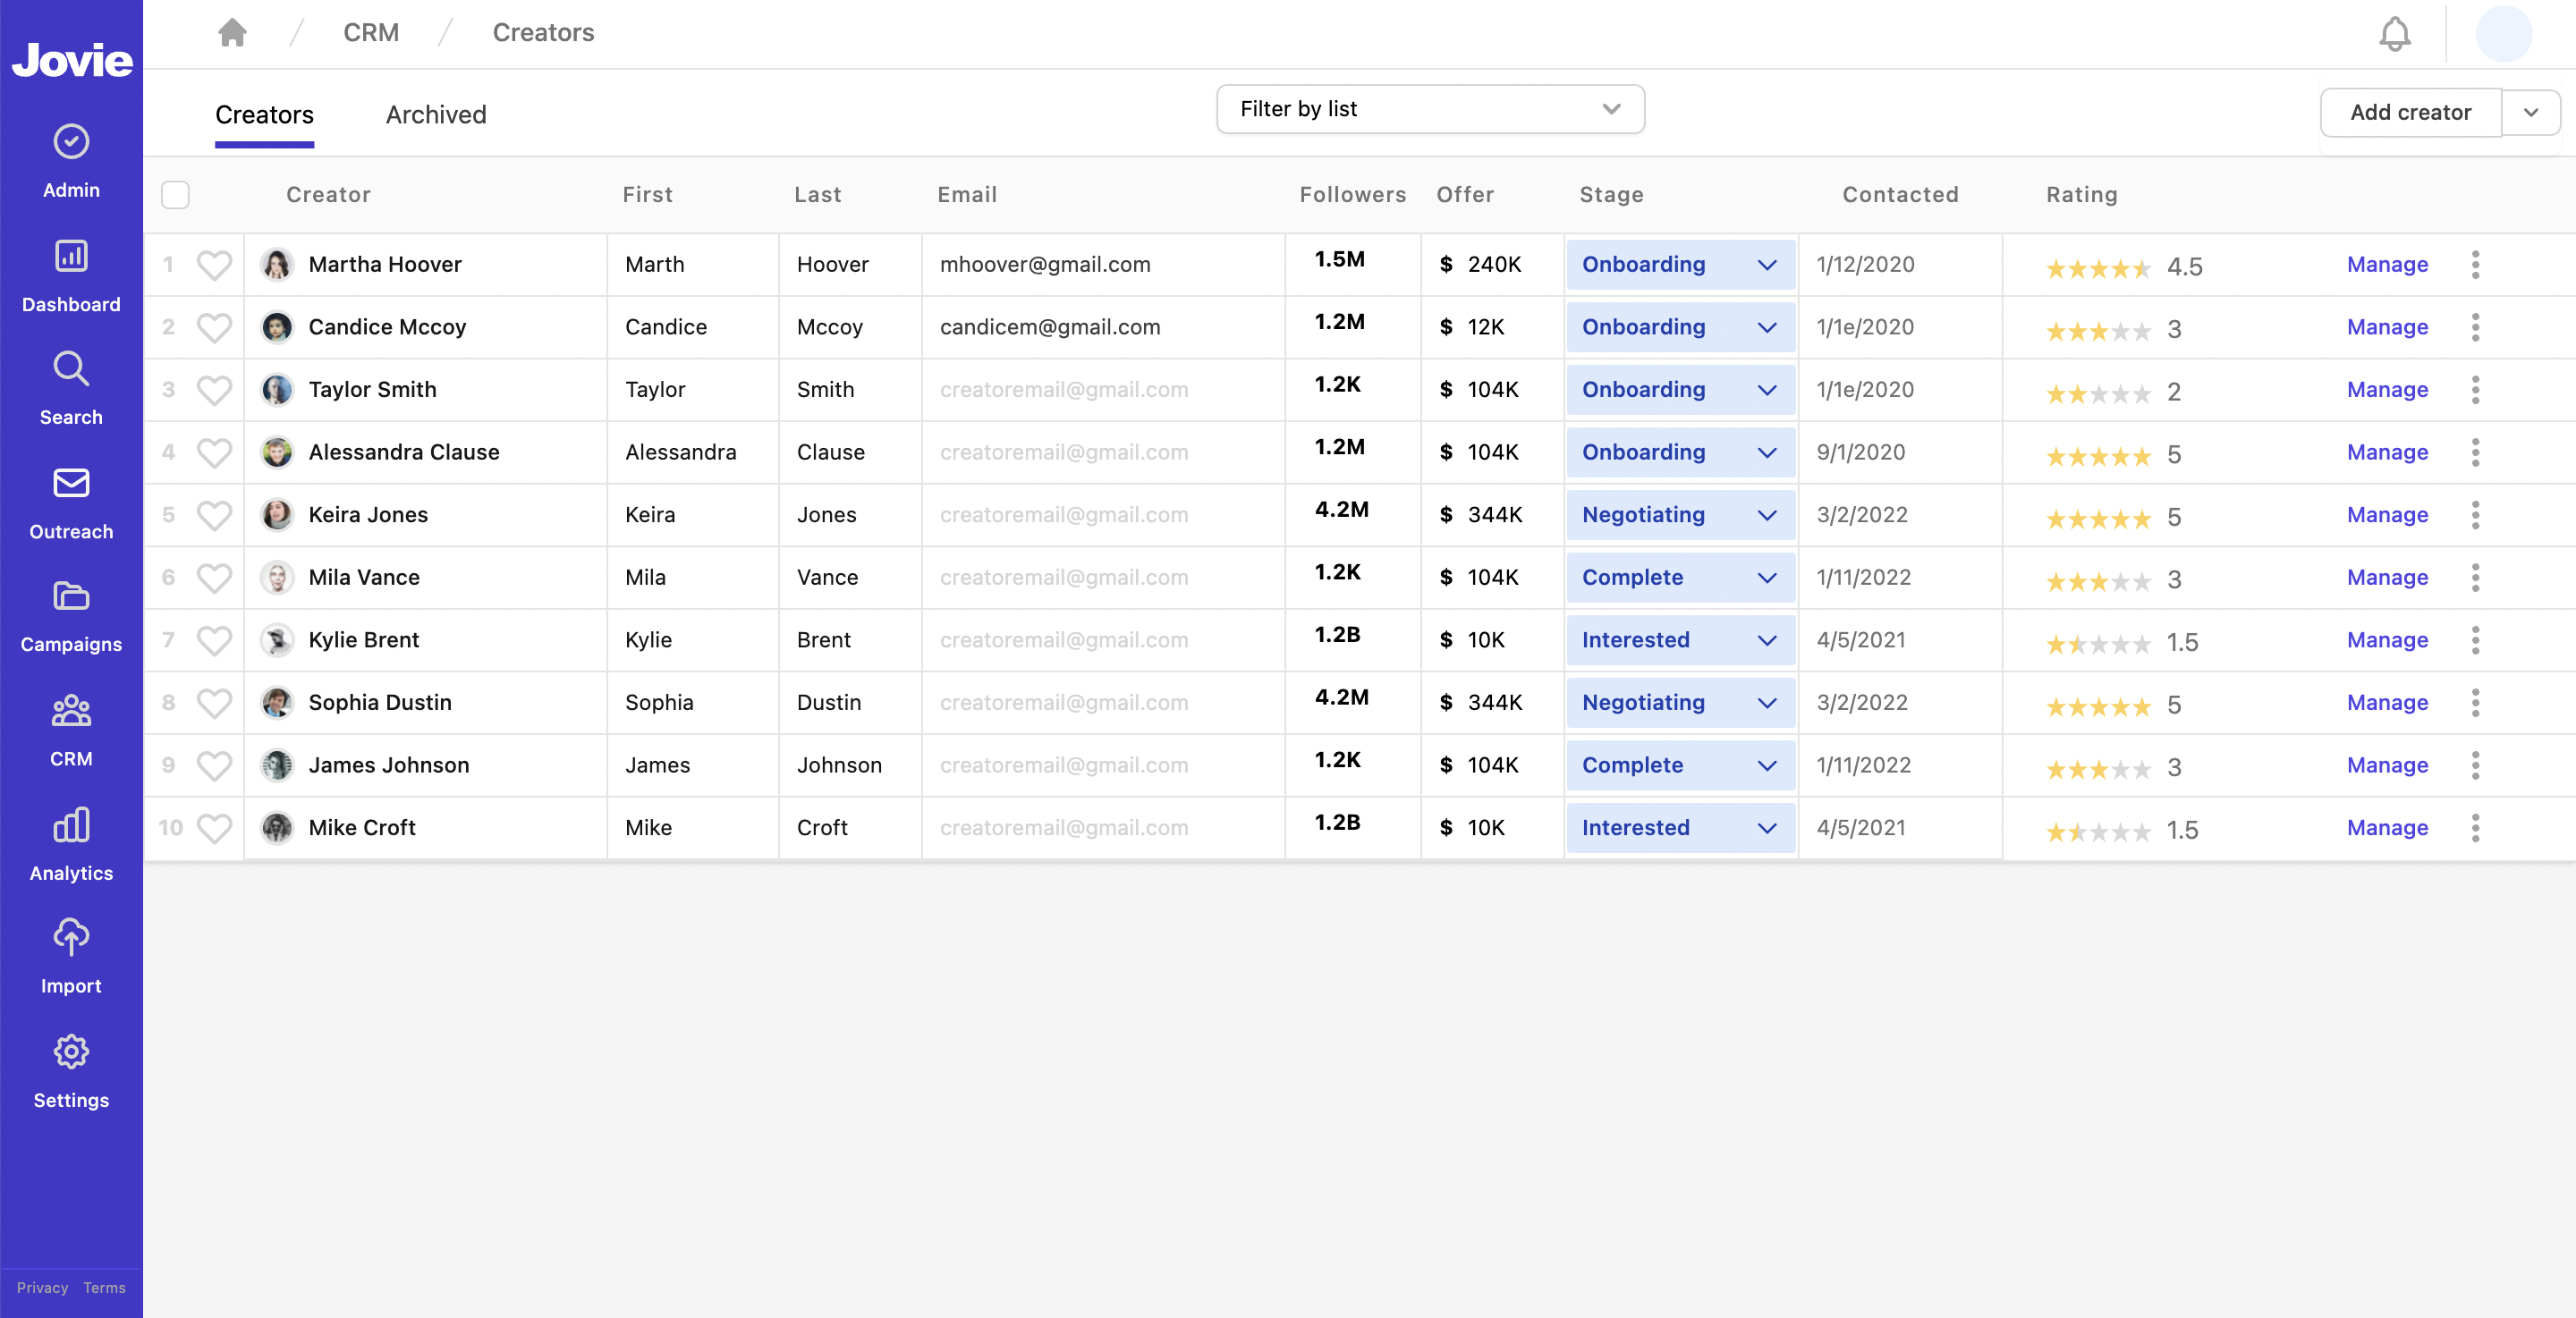 Jovie
Admin
Dashboard
Search
Outreach
Campaigns
CRM
Analytics
Import
Settings
Privacy Terms
/ CRM / Creators
Creators Archived Filter by list Add creator
Creator First Last Email Followers Offer Stage Contacted Rating
1 Martha Hoover Marth Hoover mhoover@gmail.com 1.5M $ 240K Onboarding 1/12/2020 4.5 Manage
2 Candice Mccoy Candice Mccoy candicem@gmail.com 1.2M $ 12K Onboarding 1/1e/2020 3 Manage
3 Taylor Smith Taylor Smith creatoremail@gmail.com 1.2K $ 104K Onboarding 1/1e/2020 2 Manage
4 Alessandra Clause Alessandra Clause creatoremail@gmail.com 1.2M $ 104K Onboarding 9/1/2020 5 Manage
5 Keira Jones Keira Jones creatoremail@gmail.com 4.2M $ 344K Negotiating 3/2/2022 5 Manage
6 Mila Vance Mila Vance creatoremail@gmail.com 1.2K $ 104K Complete 1/11/2022 3 Manage
7 Kylie Brent Kylie Brent creatoremail@gmail.com 1.2B $ 10K Interested 4/5/2021 1.5 Manage
8 Sophia Dustin Sophia Dustin creatoremail@gmail.com 4.2M $ 344K Negotiating 3/2/2022 5 Manage
9 James Johnson James Johnson creatoremail@gmail.com 1.2K $ 104K Complete 1/11/2022 3 Manage
10 Mike Croft Mike Croft creatoremail@gmail.com 1.2B $ 10K Interested 4/5/2021 1.5 Manage